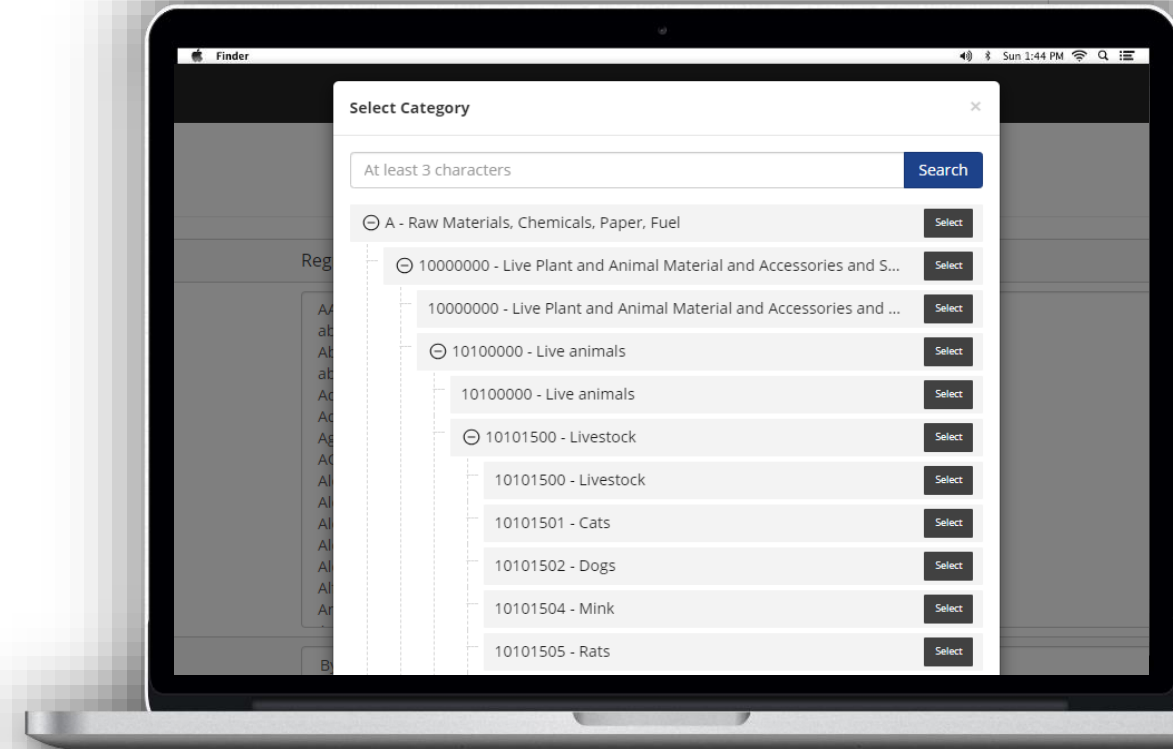 Finder
Sun 1:44 PM
Select Category
×
At least 3 characters
Search
A - Raw Materials, Chemicals, Paper, Fuel
Select
10000000 - Live Plant and Animal Material and Accessories and S...
Select
10000000 - Live Plant and Animal Material and Accessories and ...
Select
10100000 - Live animals
Select
10100000 - Live animals
Select
10101500 - Livestock
Select
10101500 - Livestock
Select
10101501 - Cats
Select
10101502 - Dogs
Select
10101504 - Mink
Select
10101505 - Rats
Select
Reg